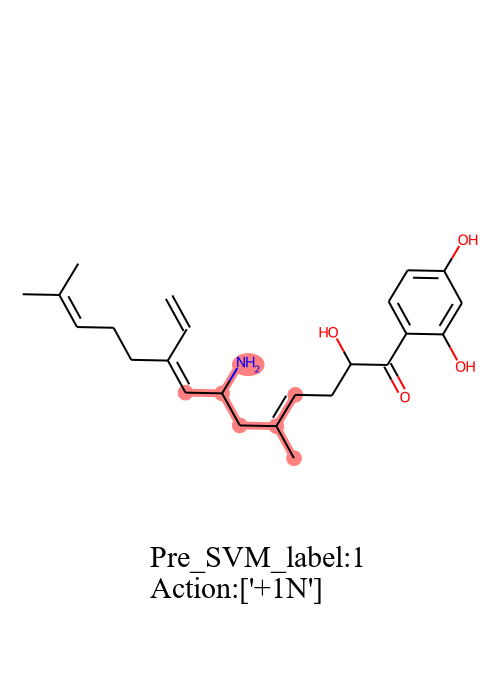 OH
HO
NH2
OH
O
Pre_SVM_label:1
Action:['+1N']